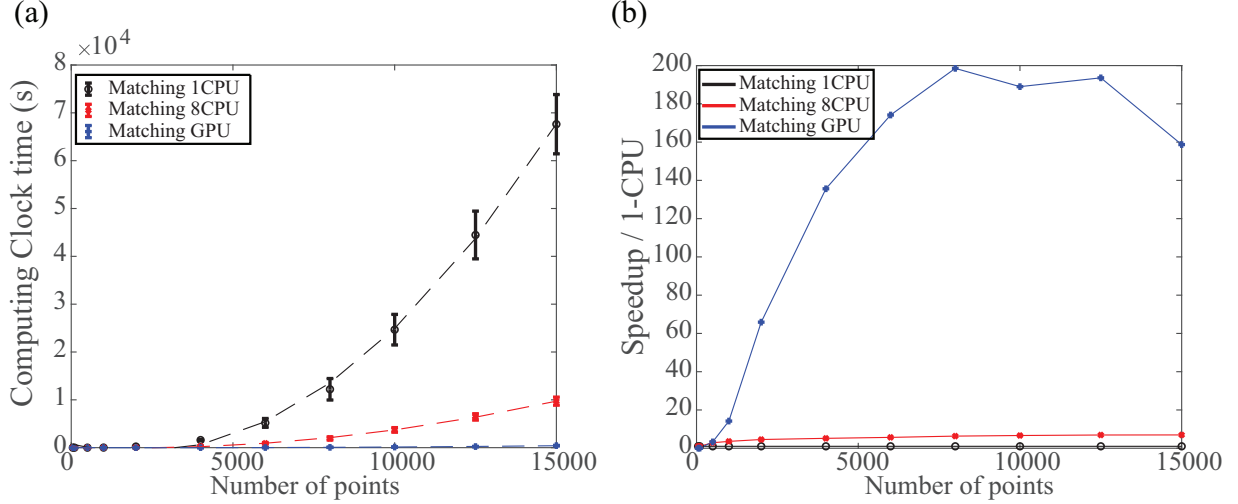 (a)
×10⁴
8
7
6
5
4
3
2
1
0
Computing Clock time (s)
Matching 1CPU
Matching 8CPU
Matching GPU
0 5000 10000 15000
Number of points
(b)
200
180
160
140
120
100
80
60
40
20
0
Speedup / 1-CPU
Matching 1CPU
Matching 8CPU
Matching GPU
0 5000 10000 15000
Number of points